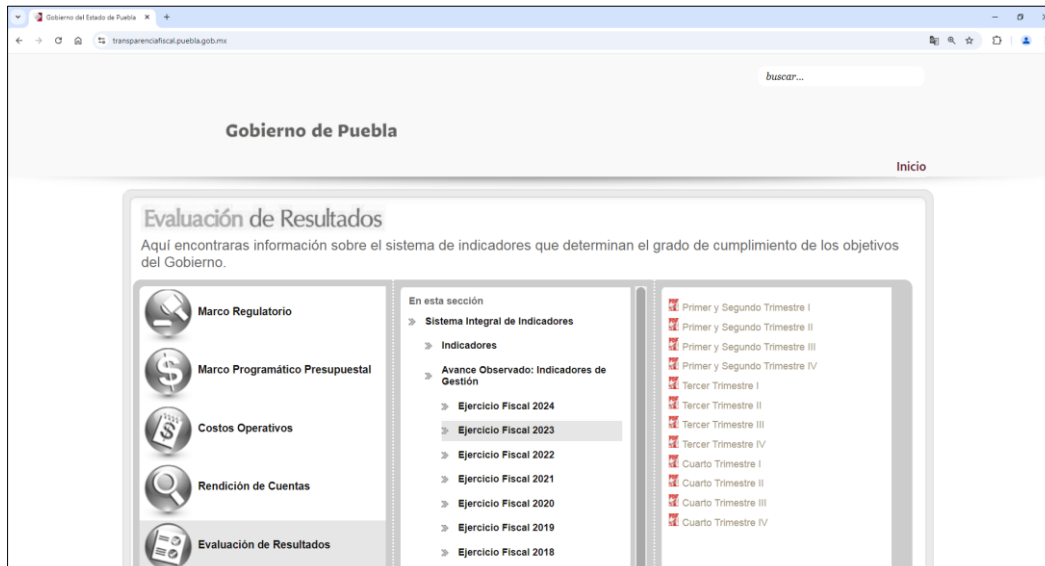 Gobierno del Estado de Puebla
transparenciafiscal.puebla.gob.mx
buscar...
Gobierno de Puebla
Inicio
Evaluación de Resultados
Aquí encontraras información sobre el sistema de indicadores que determinan el grado de cumplimiento de los objetivos
del Gobierno.
Marco Regulatorio
Marco Programático Presupuestal
Costos Operativos
Rendición de Cuentas
Evaluación de Resultados
En esta sección
Sistema Integral de Indicadores
Indicadores
Avance Observado: Indicadores de
Gestión
Ejercicio Fiscal 2024
Ejercicio Fiscal 2023
Ejercicio Fiscal 2022
Ejercicio Fiscal 2021
Ejercicio Fiscal 2020
Ejercicio Fiscal 2019
Ejercicio Fiscal 2018
Primer y Segundo Trimestre I
Primer y Segundo Trimestre II
Primer y Segundo Trimestre III
Primer y Segundo Trimestre IV
Tercer Trimestre I
Tercer Trimestre II
Tercer Trimestre III
Tercer Trimestre IV
Cuarto Trimestre I
Cuarto Trimestre II
Cuarto Trimestre III
Cuarto Trimestre IV